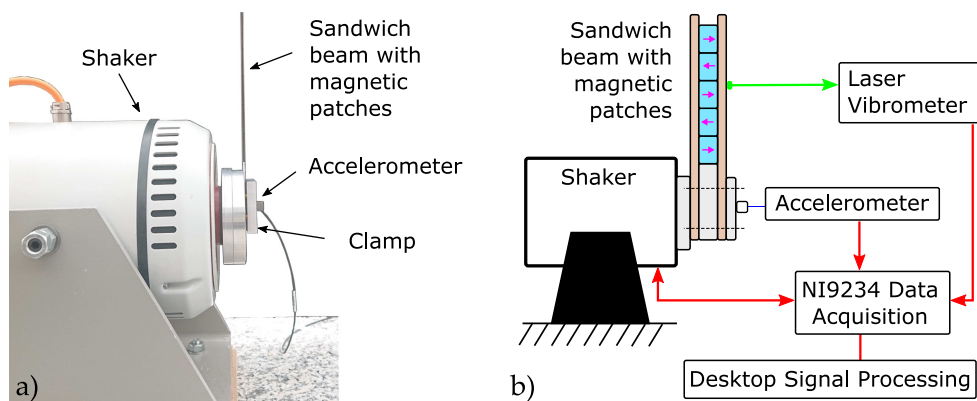 Shaker
Sandwich
beam with
magnetic
patches
Accelerometer
Clamp
a)
Sandwich
beam with
magnetic
patches
Laser
Vibrometer
Shaker
Accelerometer
NI9234 Data
Acquisition
Desktop Signal Processing
b)